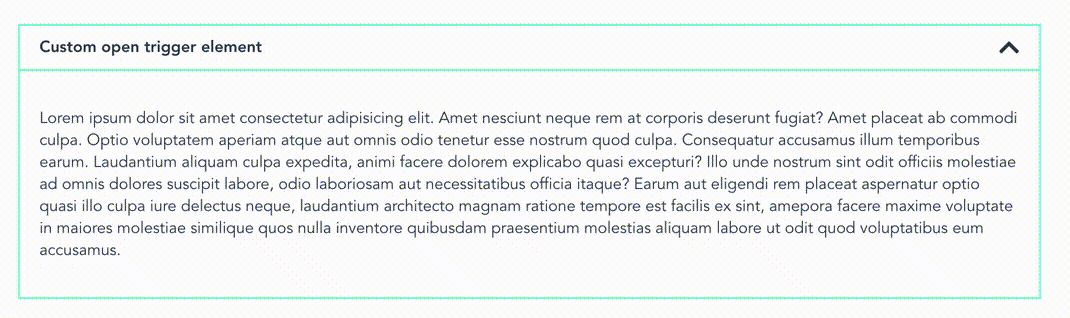 Custom open trigger element
Lorem ipsum dolor sit amet consectetur adipisicing elit. Amet nesciunt neque rem at corporis deserunt fugiat? Amet placeat ab commodi
culpa. Optio voluptatem aperiam atque aut omnis odio tenetur esse nostrum quod culpa. Consequatur accusamus illum temporibus
earum. Laudantium aliquam culpa expedita, animi facere dolorem explicabo quasi excepturi? Illo unde nostrum sint odit officiis molestiae
ad omnis dolores suscipit labore, odio laboriosam aut necessitatibus officia itaque? Earum aut eligendi rem placeat aspernatur optio
quasi illo culpa iure delectus neque, laudantium architecto magnam ratione tempore est facilis ex sint, amepora facere maxime voluptate
in maiores molestiae similique quos nulla inventore quibusdam praesentium molestias aliquam labore ut odit quod voluptatibus eum
accusamus.